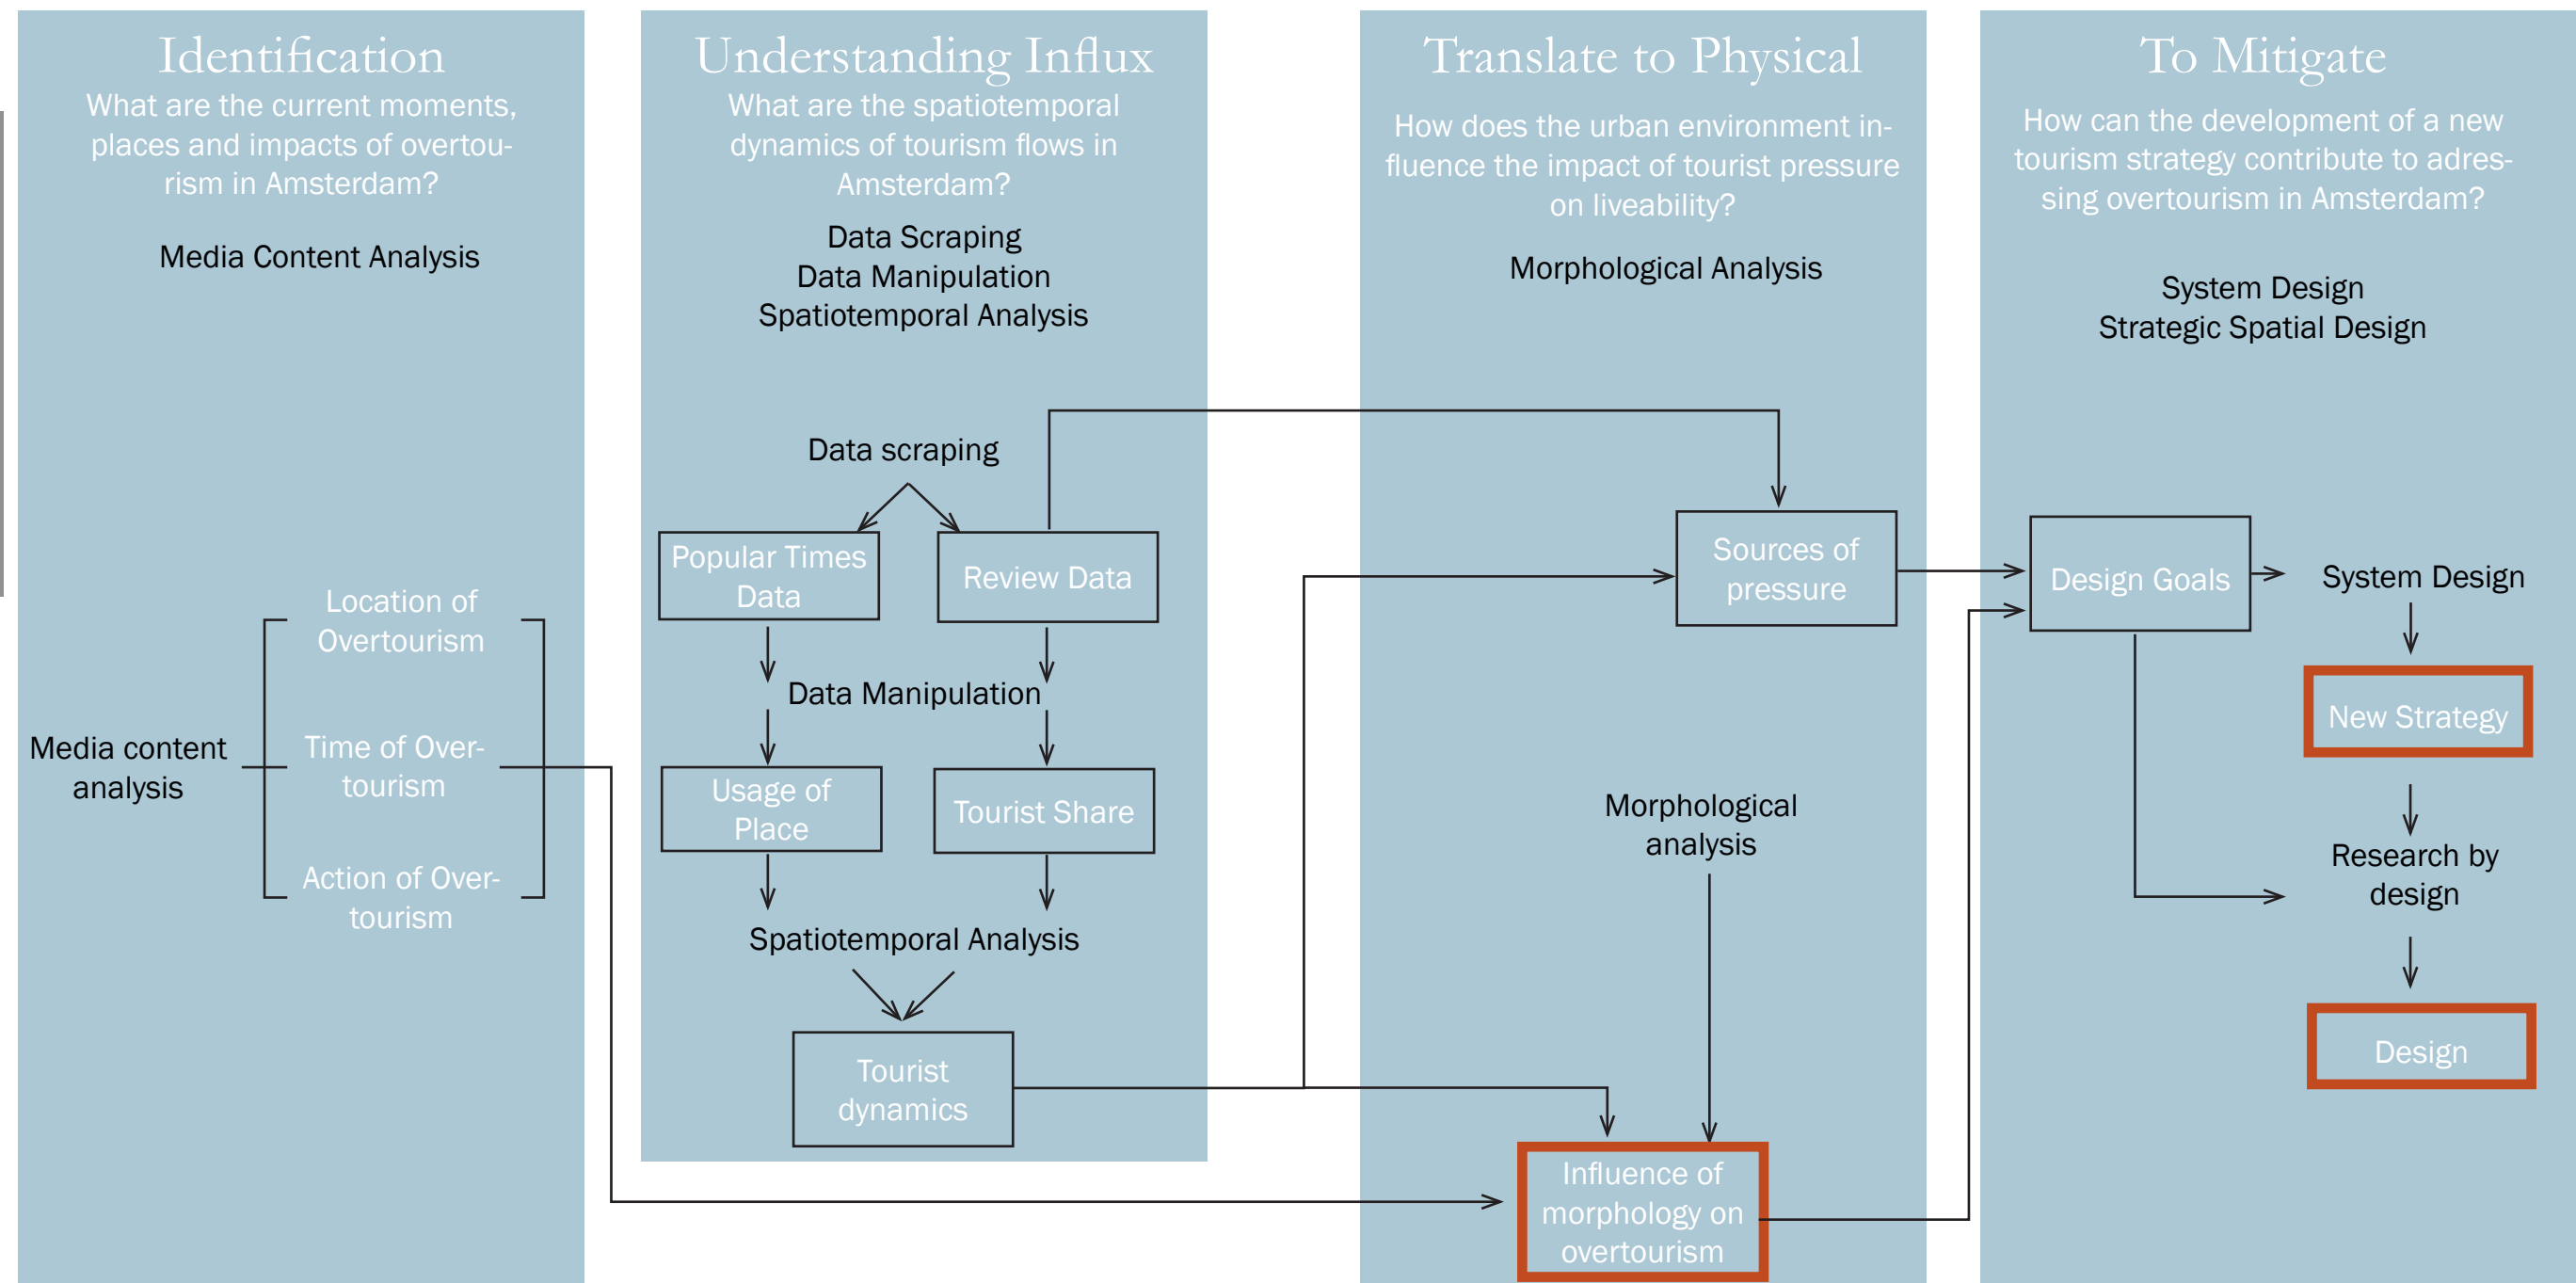 Identification
What are the current moments,
places and impacts of overtou-
rism in Amsterdam?
Media Content Analysis
Media content
analysis
Location of
Overtourism
Time of Over-
tourism
Action of Over-
tourism
Understanding Influx
What are the spatiotemporal
dynamics of tourism flows in
Amsterdam?
Data Scraping
Data Manipulation
Spatiotemporal Analysis
Data scraping
Popular Times
Data
Review Data
Data Manipulation
Usage of
Place
Tourist Share
Spatiotemporal Analysis
Tourist
dynamics
Translate to Physical
How does the urban environment in-
fluence the impact of tourist pressure
on liveability?
Morphological Analysis
Sources of
pressure
Morphological
analysis
Influence of
morphology on
overtourism
To Mitigate
How can the development of a new
tourism strategy contribute to adres-
sing overtourism in Amsterdam?
System Design
Strategic Spatial Design
Design Goals
System Design
New Strategy
Research by
design
Design